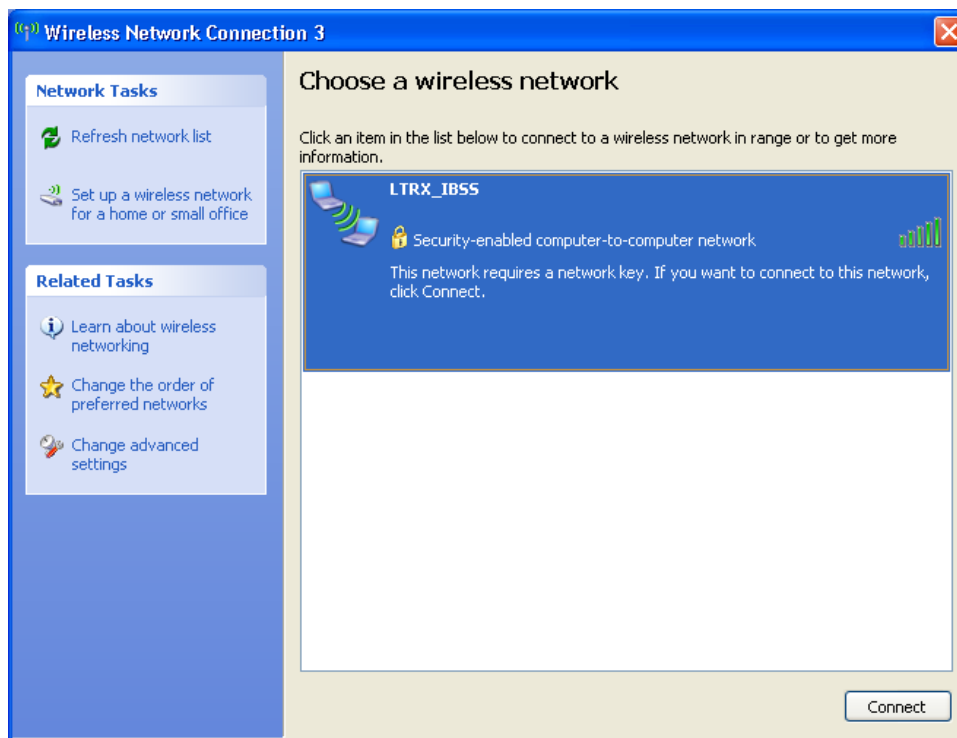 Wireless Network Connection 3
Network Tasks
Refresh network list
Set up a wireless network
for a home or small office
Related Tasks
Learn about wireless
networking
Change the order of
preferred networks
Change advanced
settings
Choose a wireless network
Click an item in the list below to connect to a wireless network in range or to get more
information.
LTRX_IBSS
Security-enabled computer-to-computer network
This network requires a network key. If you want to connect to this network,
click Connect.
Connect